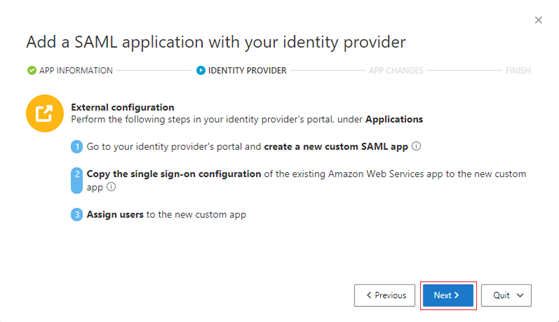 Add a SAML application with your identity provider
APP INFORMATION IDENTITY PROVIDER APP CHANGES FINISH
External configuration
Perform the following steps in your identity provider's portal, under Applications
1 Go to your identity provider's portal and create a new custom SAML app
2 Copy the single sign-on configuration of the existing Amazon Web Services app to the new custom
app
3 Assign users to the new custom app
Previous Next Quit